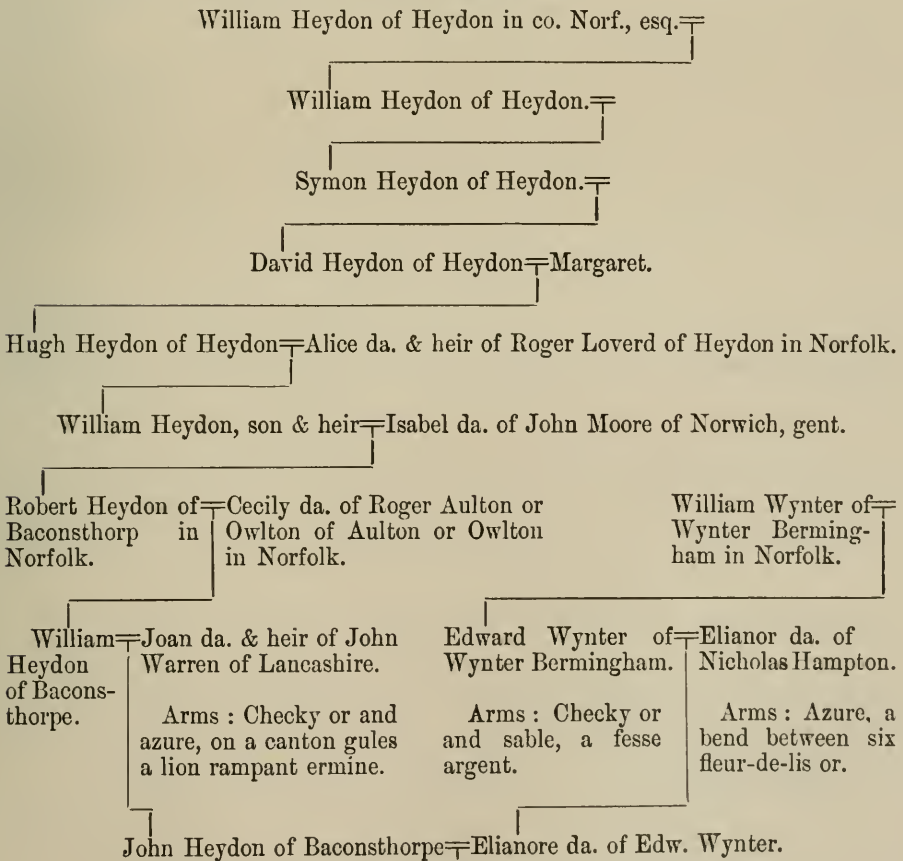 William Heydon of Heydon in co. Norf., esq.
William Heydon of Heydon.
Symon Heydon of Heydon.
David Heydon of Heydon Margaret.
Hugh Heydon of Heydon Alice da. & heir of Roger Loverd of Heydon in Norfolk.
William Heydon, son & heir Isabel da. of John Moore of Norwich, gent.
Robert Heydon of
Baconsthorp in
Norfolk.
Cecily da. of Roger Aulton or
Owlton of Aulton or Owlton
in Norfolk.
William Wynter of
Wynter Berming-
ham in Norfolk.
William
Heydon
of Bacons-
thorpe.
Joan da. & heir of John
Warren of Lancashire.
Arms : Checky or and
azure, on a canton gules
a lion rampant ermine.
Edward Wynter of
Wynter Bermingham.
Arms : Checky or
and sable, a fesse
argent.
Elianor da. of
Nicholas Hampton.
Arms : Azure, a
bend between six
fleur-de-lis or.
John Heydon of Baconsthorpe Elianore da. of Edw. Wynter.